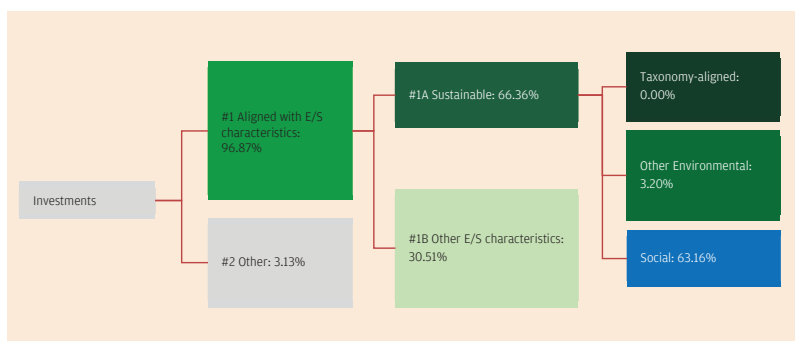 Investments
#1 Aligned with E/S
characteristics:
96.87%
#2 Other: 3.13%
#1A Sustainable: 66.36%
#1B Other E/S characteristics:
30.51%
Taxonomy-aligned:
0.00%
Other Environmental:
3.20%
Social: 63.16%